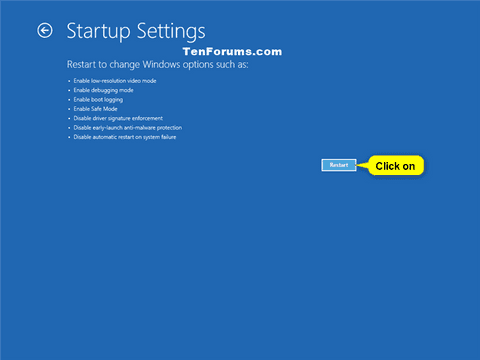 Startup Settings
TenForums.com
Restart to change Windows options such as:
• Enable low-resolution video mode
• Enable debugging mode
• Enable boot logging
• Enable Safe Mode
• Disable driver signature enforcement
• Disable early-launch anti-malware protection
• Disable automatic restart on system failure
Restart
Click on